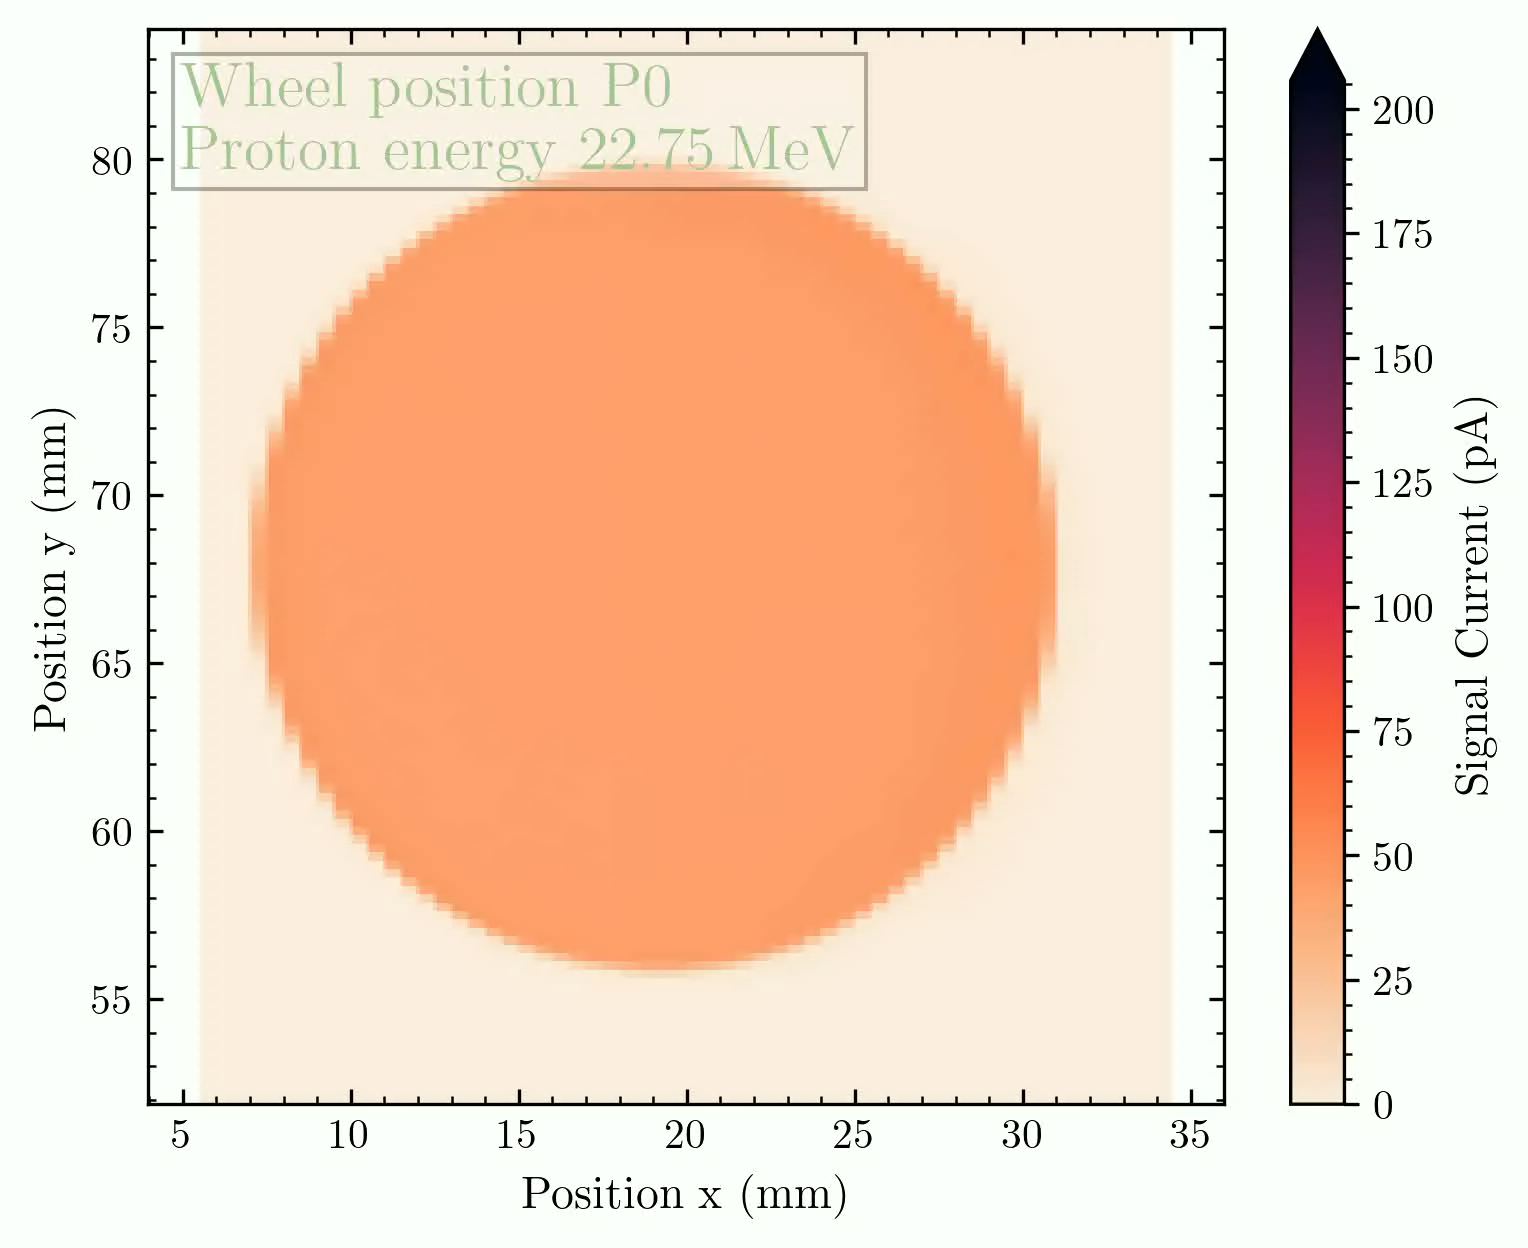 Wheel position P0
Proton energy 22.75 MeV
80
75
70
65
60
55
Position y (mm)
5 10 15 20 25 30 35
Position x (mm)
200
175
150
125
100
75
50
25
0
Signal Current (pA)